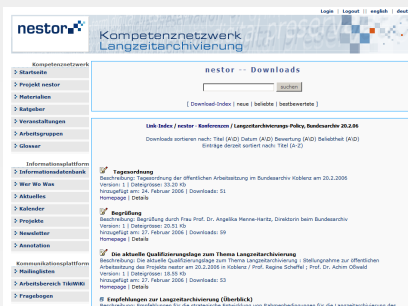 Login | Logout || english | deut
nestor
Kompetenznetzwerk
Langzeitarchivierung
Kompetenznetzwerk
Startseite
Projekt nestor
Materialien
Ratgeber
Veranstaltungen
Arbeitsgruppen
Glossar
Informationsplattform
Informationsdatenbank
Wer Wo Was
Aktuelles
Kalender
Projekte
Newsletter
Annotation
Kommunikationsplattform
Mailinglisten
Arbeitsbereich TikiWiki
Fragebogen
nestor -- Downloads
suchen
[ Download-Index | neue | beliebte | bestbewertete ]
Link-Index / nestor - Konferenzen / Langzeitarchivierungs-Policy, Bundesarchiv 20.2.06
Downloads sortieren nach: Titel (A\D) Datum (A\D) Bewertung (A\D) Beliebtheit (A\D)
Einträge derzeit sortiert nach: Titel (A-Z)
Tagesordnung
Beschreibung: Tagesordnung der öffentlichen Arbeitssitzung im Bundesarchiv Koblenz am 20.2.2006
Version: 1 | Dateigrösse: 33.20 Kb
hinzugefügt am: 24. Februar 2006 | Downloads: 51
Homepage | Details
Begrüßung
Beschreibung: Begrüßung durch Frau Prof. Dr. Angelika Menne-Haritz, Direktorin beim Bundesarchiv
Version: 1 | Dateigrösse: 20.51 Kb
hinzugefügt am: 27. Februar 2006 | Downloads: 59
Homepage | Details
Die aktuelle Qualifizierungslage zum Thema Langzeitarchivierung
Beschreibung: Die aktuelle Qualifizierungslage zum Thema Langzeitarchivierung | Stellungnahme zur öffentlichen
Arbeitssitzung des Projekts nestor am 20.2.2006 in Koblenz / Prof. Regine Scheffel ; Prof. Dr. Achim Oßwald
Version: 1 | Dateigrösse: 18.55 Kb
hinzugefügt am: 27. Februar 2006 | Downloads: 53
Homepage | Details
Empfehlungen zur Langzeitarchivierung (Überblick)